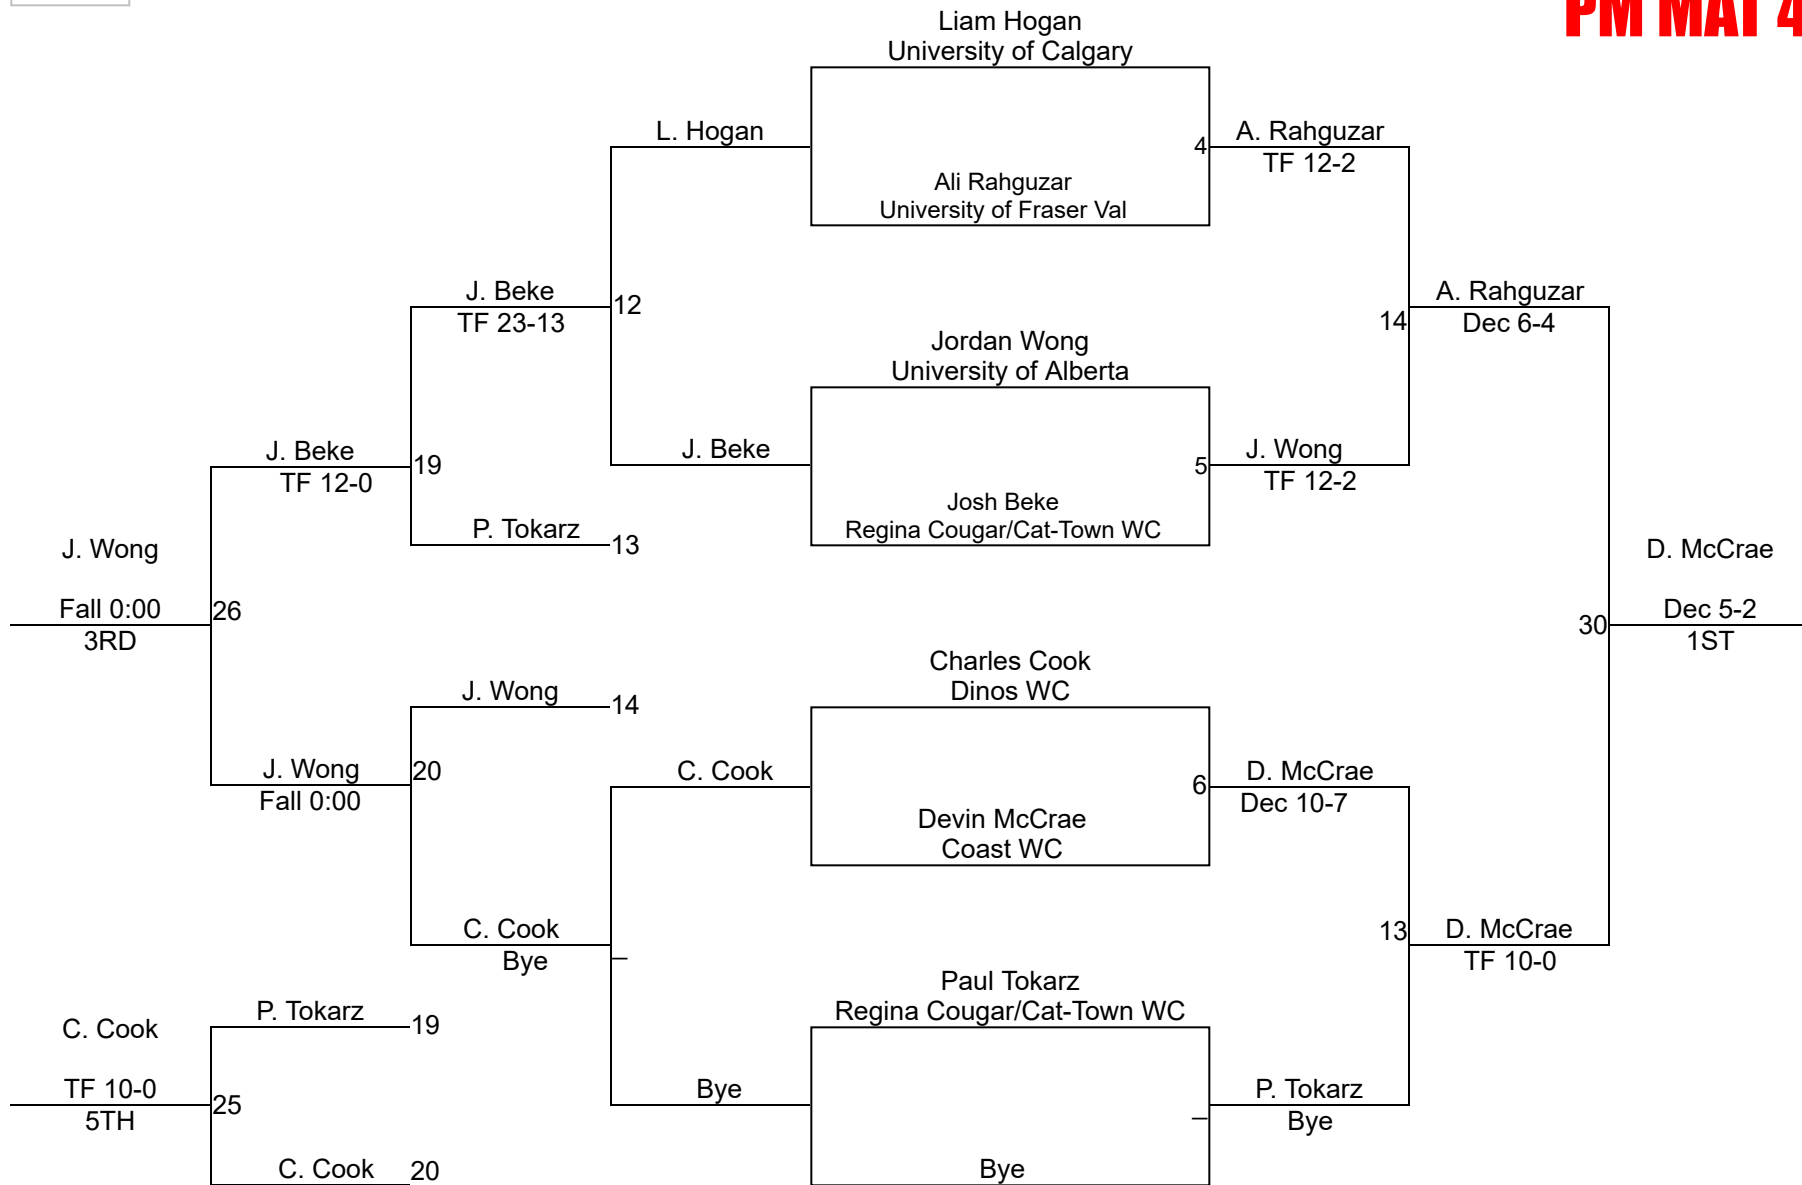 PM MAT 4
Liam Hogan
University of Calgary
L. Hogan
4
A. Rahguzar
TF 12-2
Ali Rahguzar
University of Fraser Val
J. Beke
TF 23-13
12
A. Rahguzar
Dec 6-4
14
Jordan Wong
University of Alberta
J. Beke
TF 12-0
19
J. Beke
5
J. Wong
TF 12-2
Josh Beke
Regina Cougar/Cat-Town WC
P. Tokarz
13
J. Wong
Fall 0:00
3RD
26
D. McCrae
Dec 5-2
1ST
30
Charles Cook
Dinos WC
J. Wong
14
J. Wong
Fall 0:00
20
C. Cook
6
D. McCrae
Dec 10-7
Devin McCrae
Coast WC
C. Cook
Bye
–
13
D. McCrae
TF 10-0
Paul Tokarz
Regina Cougar/Cat-Town WC
P. Tokarz
19
C. Cook
TF 10-0
5TH
25
Bye
–
P. Tokarz
Bye
C. Cook
20
Bye